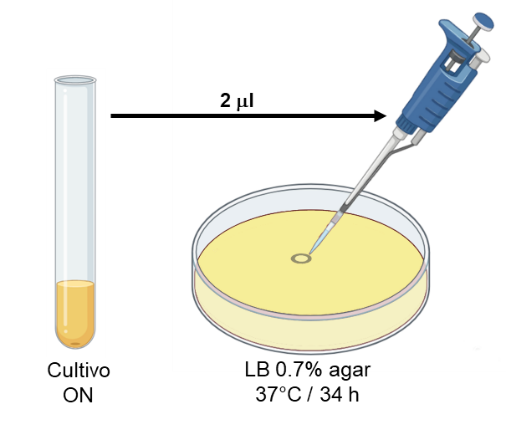 2 µl
Cultivo
ON
LB 0.7% agar
37°C / 34 h